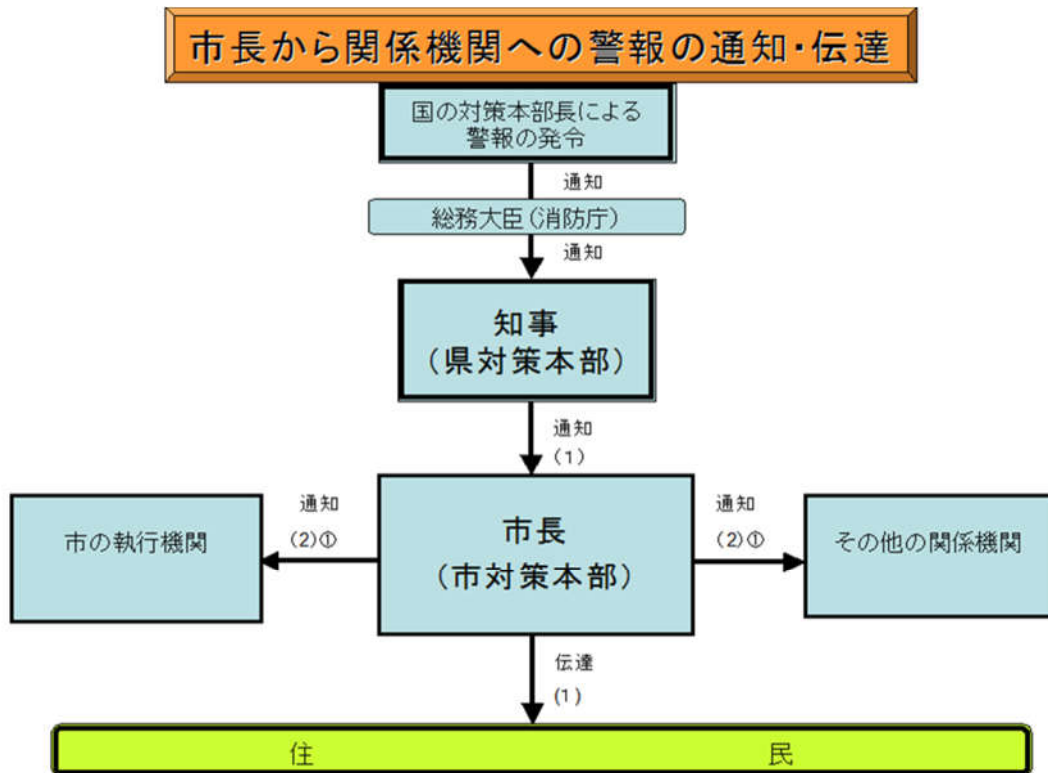 市長から関係機関への警報の通知・伝達
国の対策本部長による
警報の発令
通知
総務大臣(消防庁)
通知
知事
(県対策本部)
通知
(1)
通知
(2)①
市の執行機関
市長
(市対策本部)
通知
(2)①
その他の関係機関
伝達
(1)
住 民